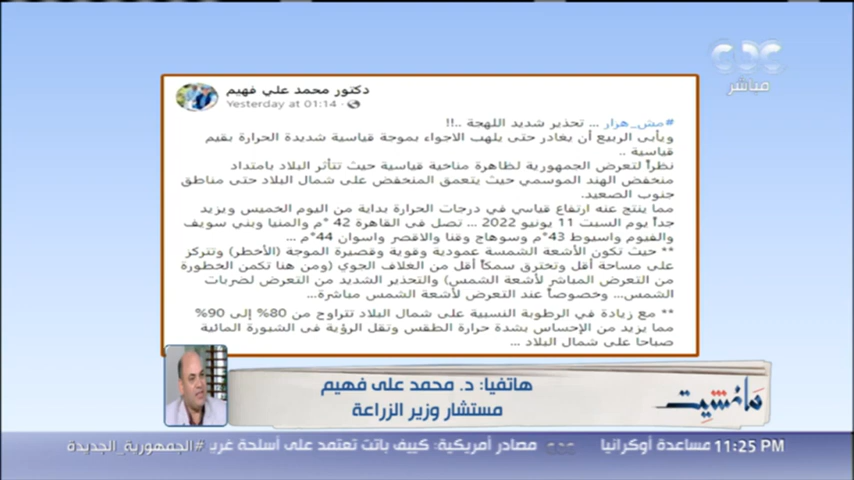 CBC
مباشر
دكتور محمد علي فهيم
Yesterday at 01:14
#مش_هزار ... تحذير شديد اللهجة ..!!
ويأبى الربيع أن يغادر حتى يلهب الاجواء بموجة قياسية شديدة الحرارة بقيم
قياسية ..
نظراً لتعرض الجمهورية لظاهرة مناخية قياسية حيث تتأثر البلاد بامتداد
منخفض الهند الموسمي حيث يتعمق المنخفض على شمال البلاد حتى مناطق
جنوب الصعيد.
مما ينتج عنه ارتفاع قياسي في درجات الحرارة بداية من اليوم الخميس ويزيد
جداً يوم السبت 11 يونيو 2022 ... تصل فى القاهرة 42 °م والمنيا وبني سويف
والفيوم واسيوط 43°م وسوهاج وقنا والاقصر واسوان 44°م ...
** حيث تكون الأشعة الشمسة عمودية وقوية وقصيرة الموجة (الأخطر) وتتركز
على مساحة أقل وتخترق سمكاً أقل من الغلاف الجوي (ومن هنا تكمن الخطورة
من التعرض المباشر لأشعة الشمس) والتحذير الشديد من التعرض لضربات
الشمس... وخصوصاً عند التعرض لأشعة الشمس مباشرة...
** مع زيادة في الرطوبة النسبية على شمال البلاد تتراوح من 80% إلى 90%
مما يزيد من الإحساس بشدة حرارة الطقس وتقل الرؤية فى الشبورة المائية
صباحا على شمال البلاد ...
هاتفيا: د. محمد على فهيم
مستشار وزير الزراعة
مانشيت
11:25 PM
مساعدة أوكرانيا CBC مصادر أمريكية: كييف باتت تعتمد على أسلحة غربي
#الجمهورية_الجديدة